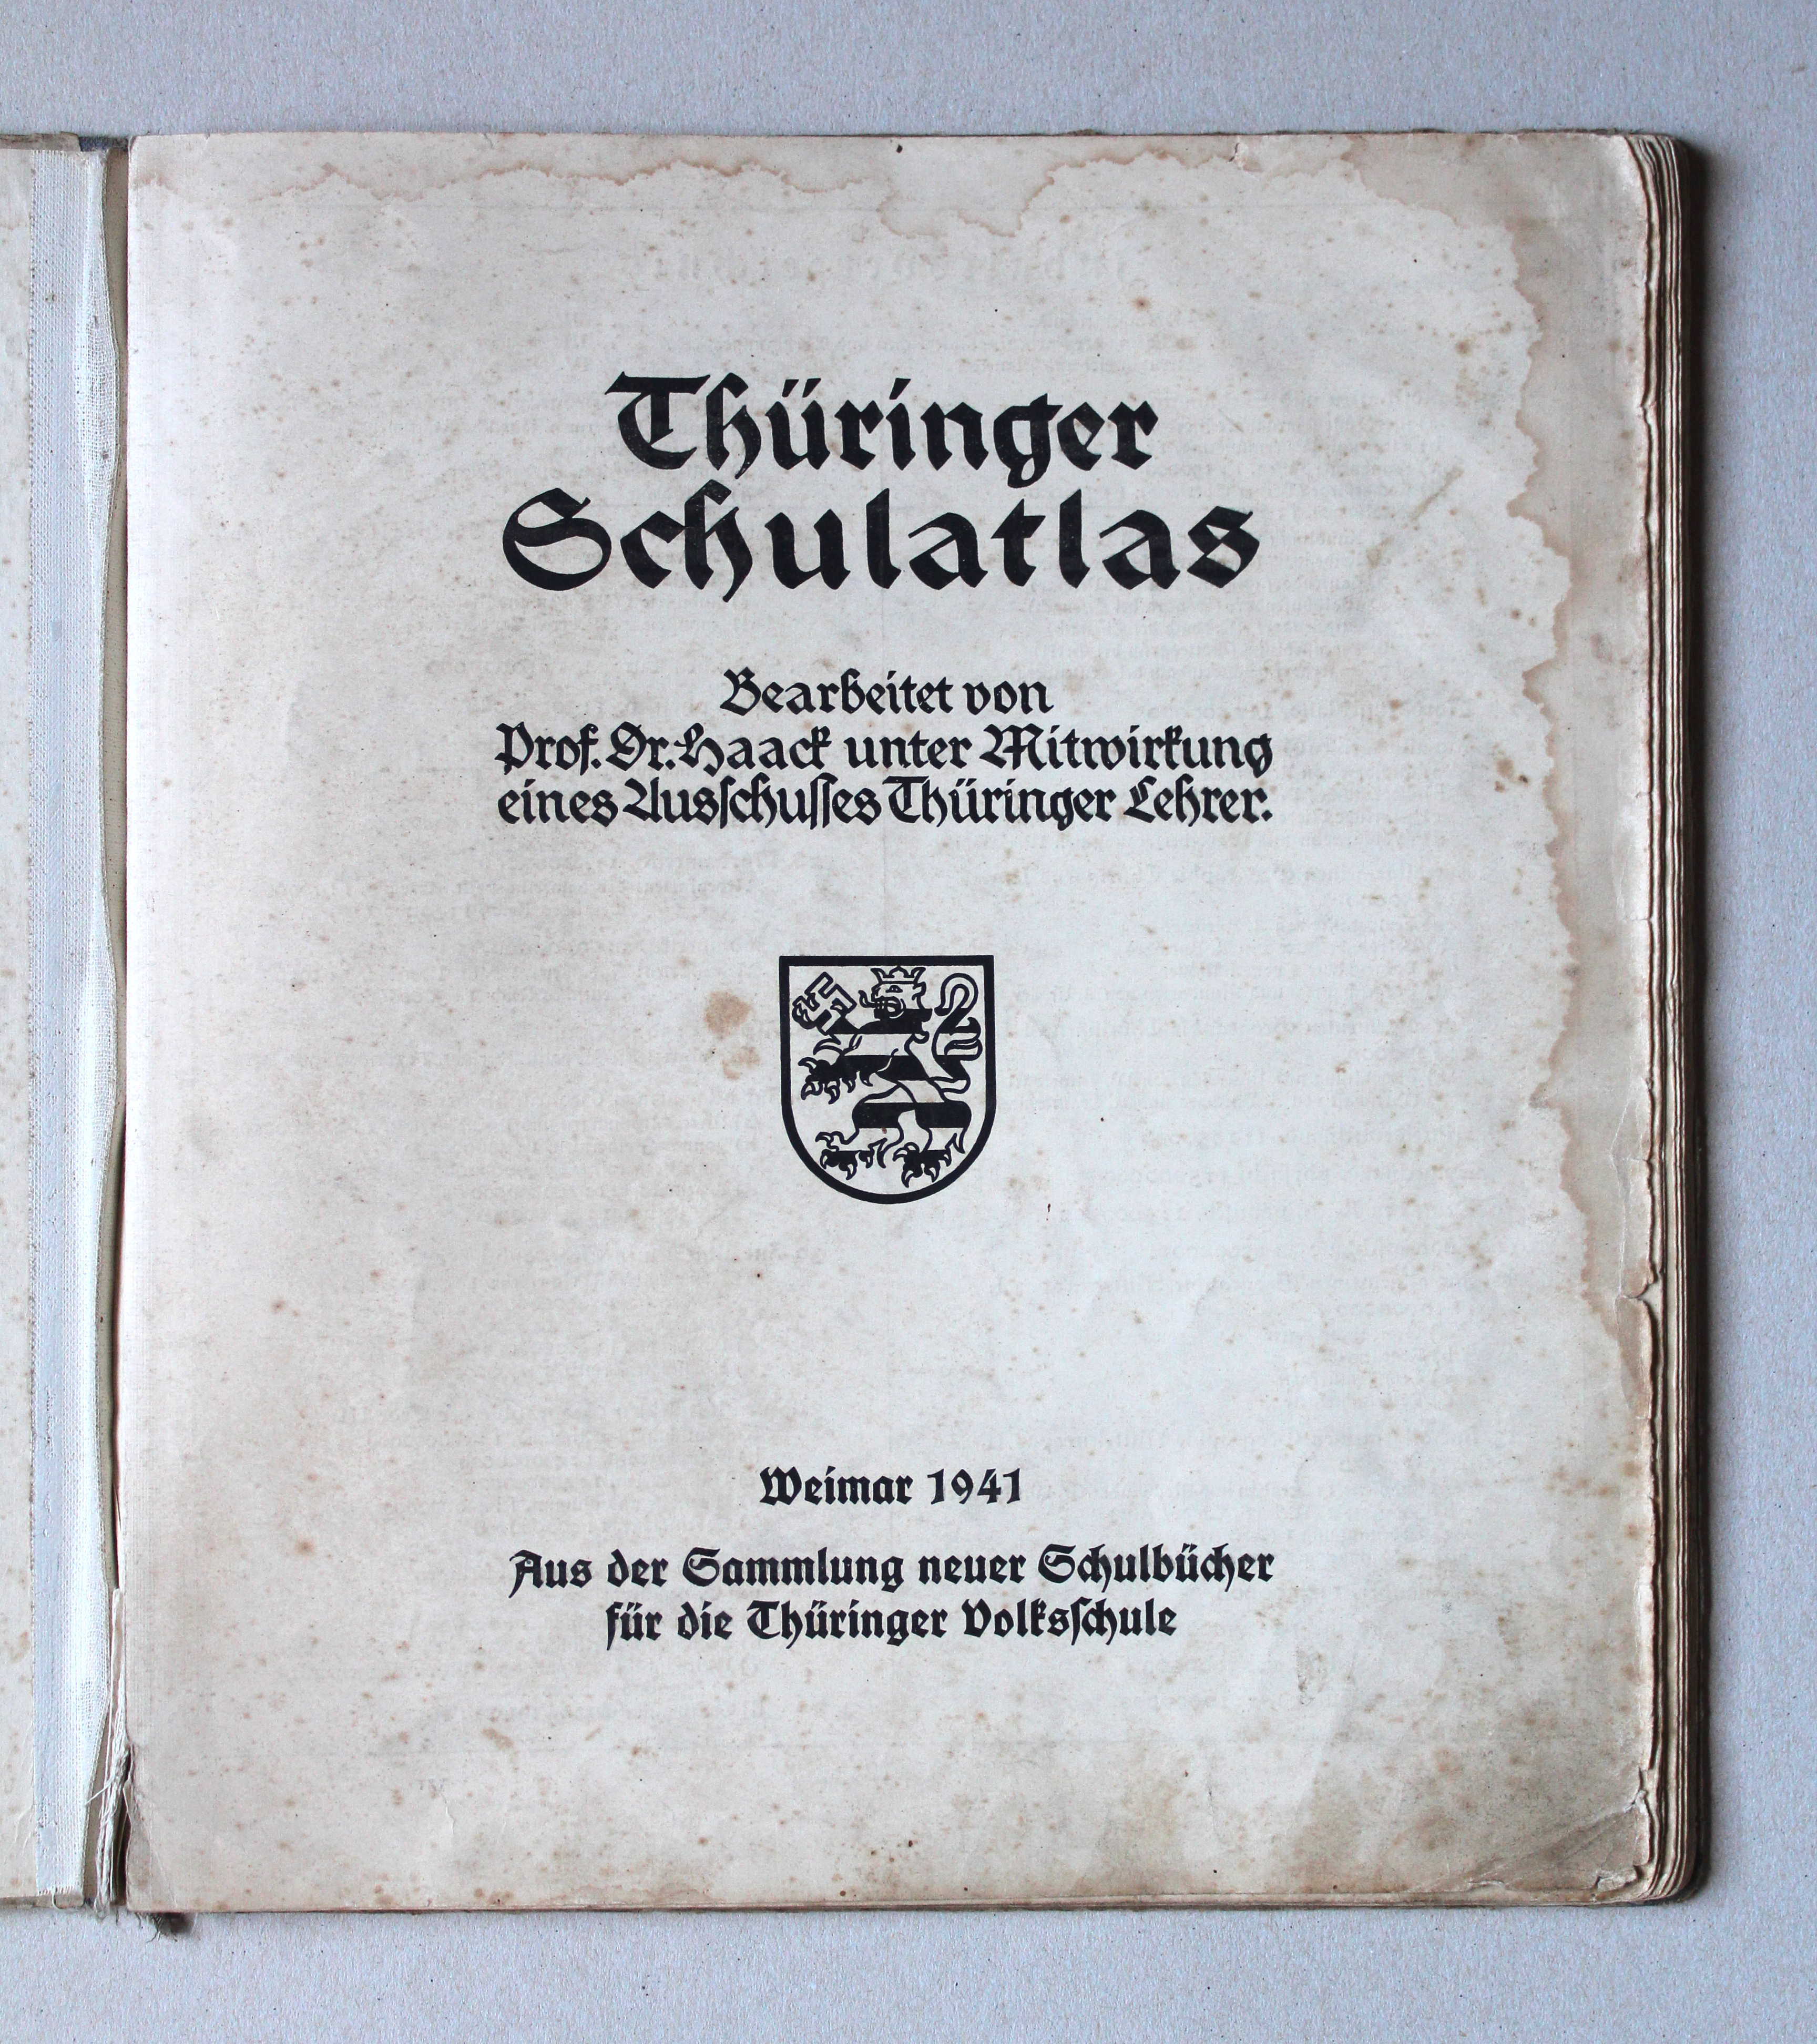 Thüringer
Schulatlas
Bearbeitet von
Prof. Dr. Haack unter Mitwirkung
eines Ausſchuſſes Thüringer Lehrer.
Weimar 1941
Aus der Sammlung neuer Schulbücher
für die Thüringer Volksſchule